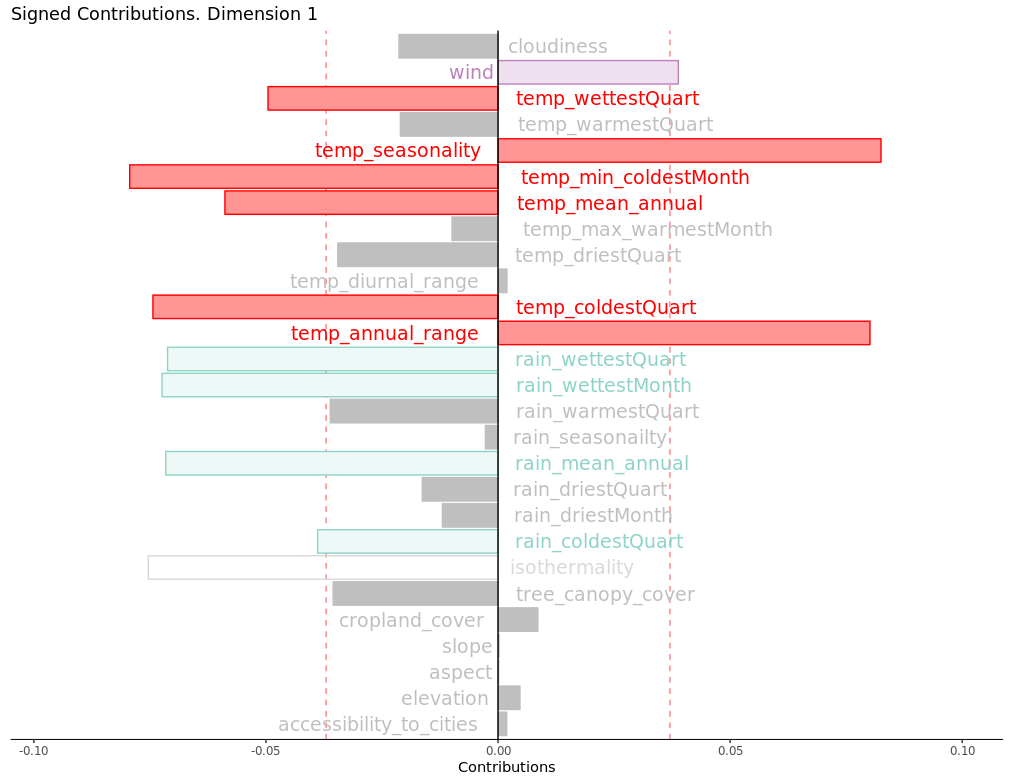 Signed Contributions. Dimension 1
cloudiness
wind
temp_wettestQuart
temp_warmestQuart
temp_seasonality
temp_min_coldestMonth
temp_mean_annual
temp_max_warmestMonth
temp_driestQuart
temp_diurnal_range
temp_coldestQuart
temp_annual_range
rain_wettestQuart
rain_wettestMonth
rain_warmestQuart
rain_seasonailty
rain_mean_annual
rain_driestQuart
rain_driestMonth
rain_coldestQuart
isothermality
tree_canopy_cover
cropland_cover
slope
aspect
elevation
accessibility_to_cities
-0.10 -0.05 0.00 0.05 0.10
Contributions